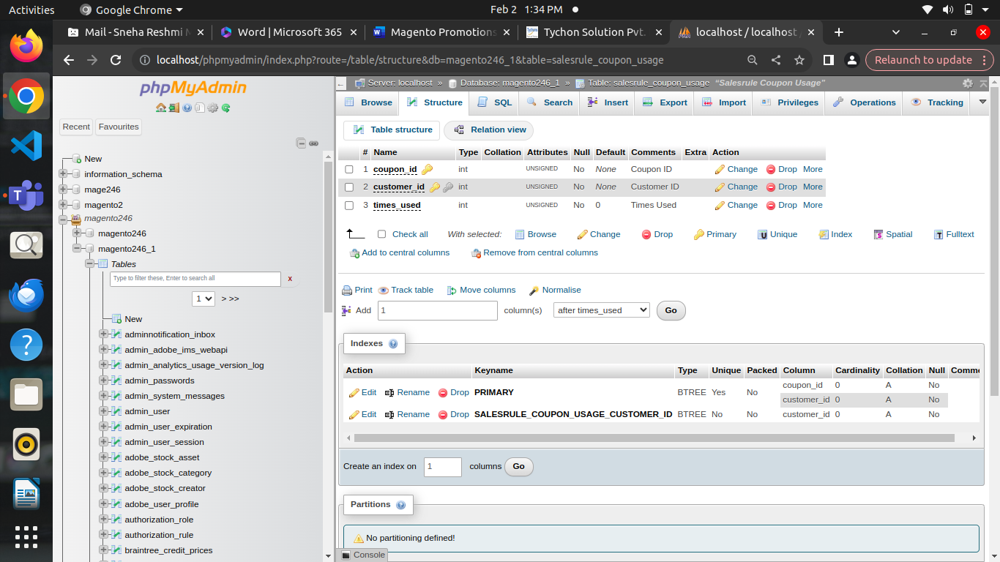 Activities Google Chrome Feb 2 1:34 PM
Mail - Sneha Reshmi M Word | Microsoft 365 Magento Promotions Tychon Solution Pvt. localhost / localhost /
localhost/phpmyadmin/index.php?route=/table/structure&db=magento246_1&table=salesrule_coupon_usage Relaunch to update
phpMyAdmin
Recent Favourites
New
information_schema
mage246
magento2
magento246
magento246
magento246_1
Tables
Type to filter these, Enter to search all X
1 > >>
New
adminnotification_inbox
admin_adobe_ims_webapi
admin_analytics_usage_version_log
admin_passwords
admin_system_messages
admin_user
admin_user_expiration
admin_user_session
adobe_stock_asset
adobe_stock_category
adobe_stock_creator
adobe_user_profile
authorization_role
authorization_rule
braintree_credit_prices
Server: localhost » Database: magento246_1 » Table: salesrule_coupon_usage “Salesrule Coupon Usage”
Browse Structure SQL Search Insert Export Import Privileges Operations Tracking
Table structure Relation view
# Name Type Collation Attributes Null Default Comments Extra Action
1 coupon_id int UNSIGNED No None Coupon ID Change Drop More
2 customer_id int UNSIGNED No None Customer ID Change Drop More
3 times_used int UNSIGNED No 0 Times Used Change Drop More
Check all With selected: Browse Change Drop Primary Unique Index Spatial Fulltext
Add to central columns Remove from central columns
Print Track table Move columns Normalise
Add 1 column(s) after times_used Go
Indexes
Action Keyname Type Unique Packed Column Cardinality Collation Null Comme
Edit Rename Drop PRIMARY BTREE Yes No coupon_id 0 A No
customer_id 0 A No
Edit Rename Drop SALESRULE_COUPON_USAGE_CUSTOMER_ID BTREE No No customer_id 0 A No
Create an index on 1 columns Go
Partitions
No partitioning defined!
Console